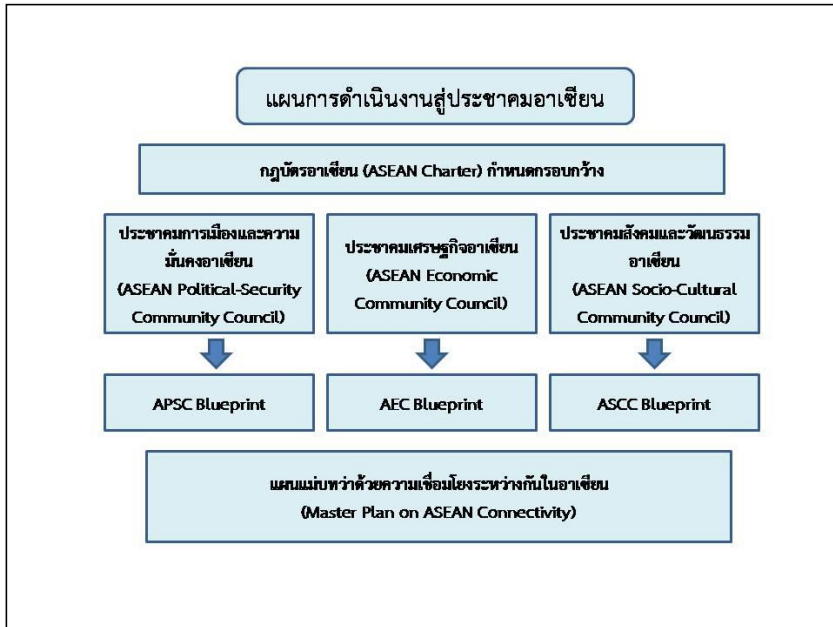 แผนการดำเนินงานสู่ประชาคมอาเซียน
กฎบัตรอาเซียน (ASEAN Charter) กำหนดกรอบกว้าง
ประชาคมการเมืองและความ
มั่นคงอาเซียน
(ASEAN Political-Security
Community Council)
ประชาคมเศรษฐกิจอาเซียน
(ASEAN Economic
Community Council)
ประชาคมสังคมและวัฒนธรรม
อาเซียน
(ASEAN Socio-Cultural
Community Council)
APSC Blueprint
AEC Blueprint
ASCC Blueprint
แผนแม่บทว่าด้วยความเชื่อมโยงระหว่างกันในอาเซียน
(Master Plan on ASEAN Connectivity)